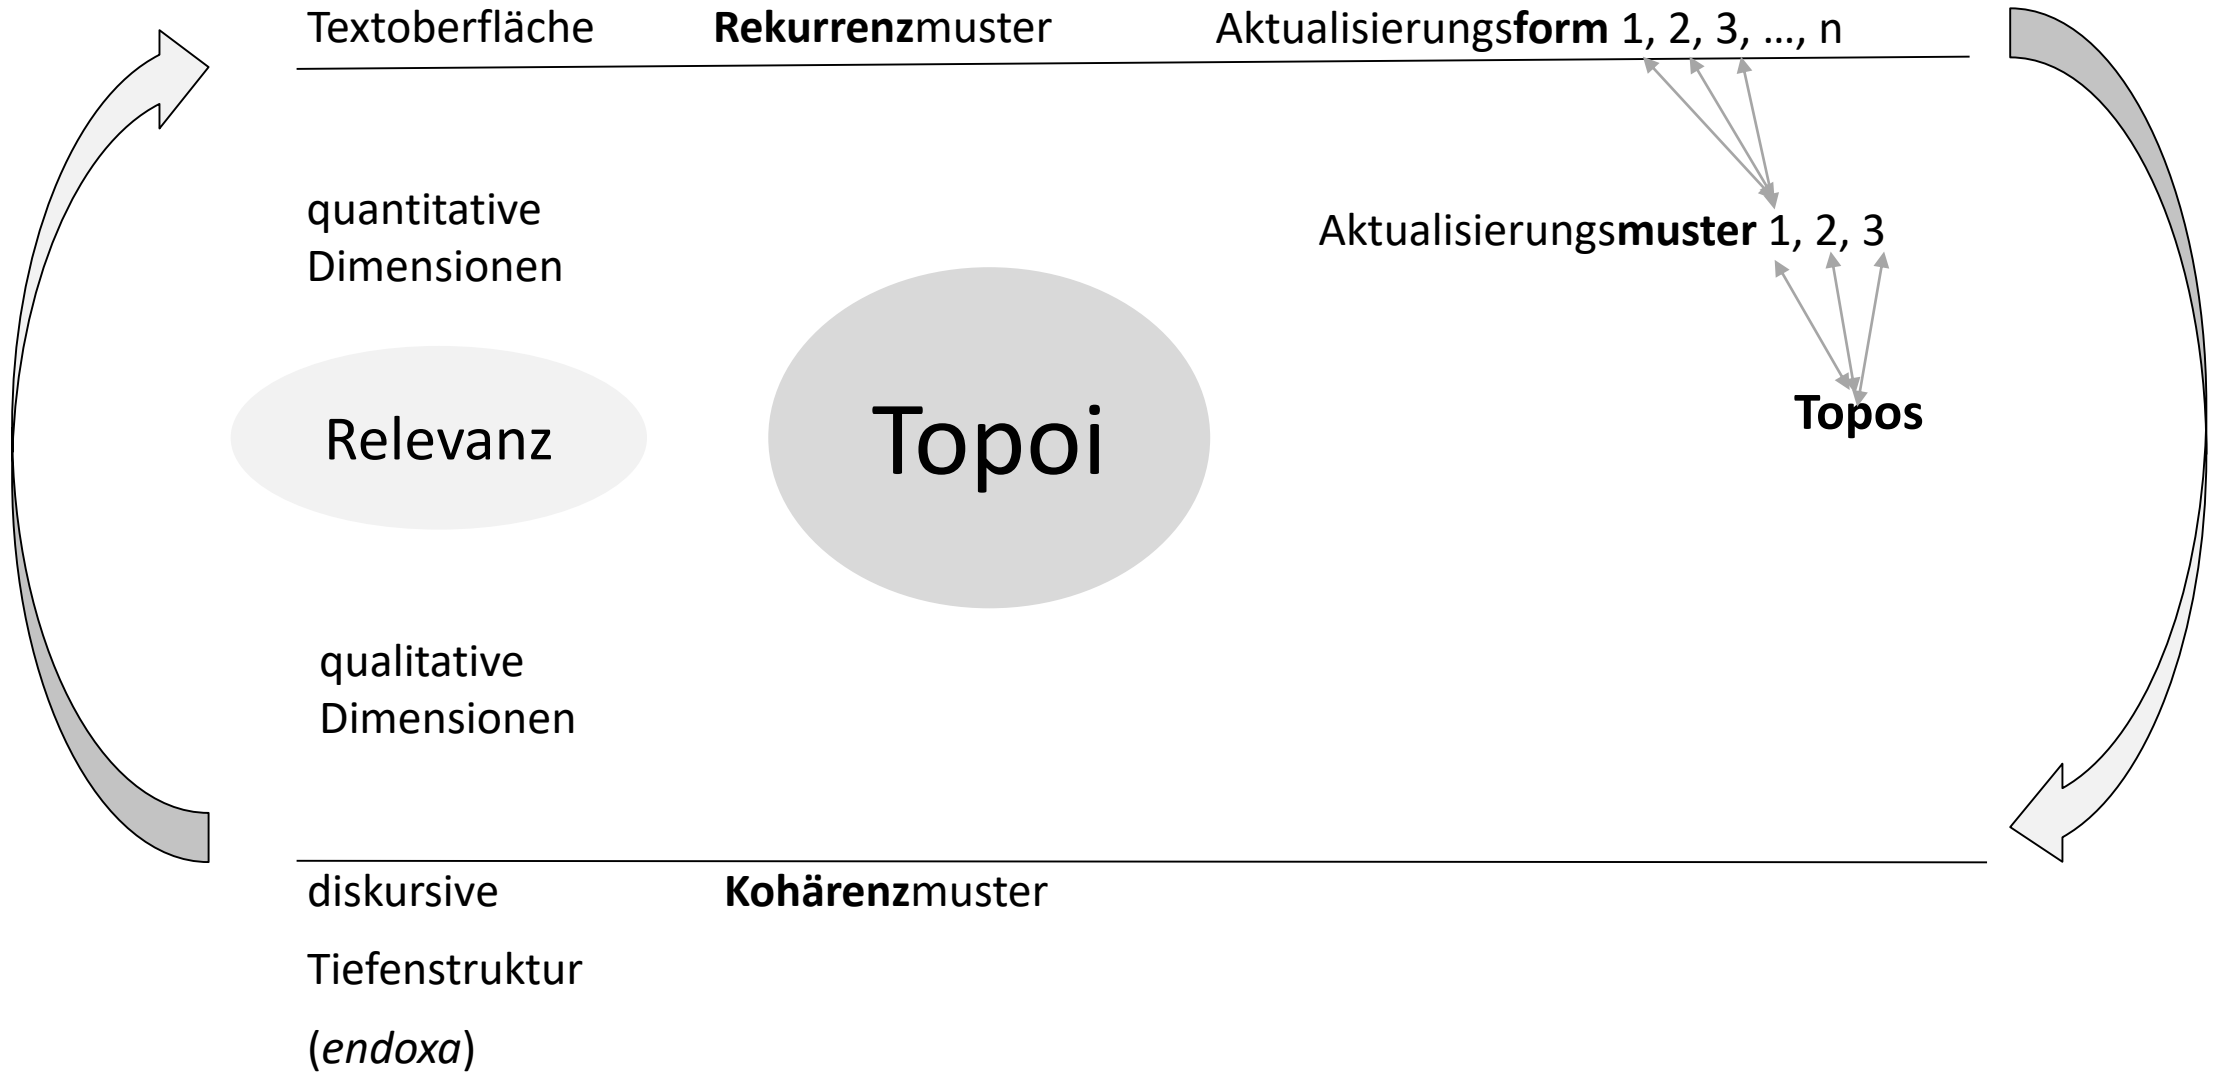 Textoberfläche Rekurrenzmuster Aktualisierungsform 1, 2, 3, ..., n
quantitative
Dimensionen
Aktualisierungsmuster 1, 2, 3
Relevanz
Topoi
Topos
qualitative
Dimensionen
diskursive Kohärenzmuster
Tiefenstruktur
(endoxa)